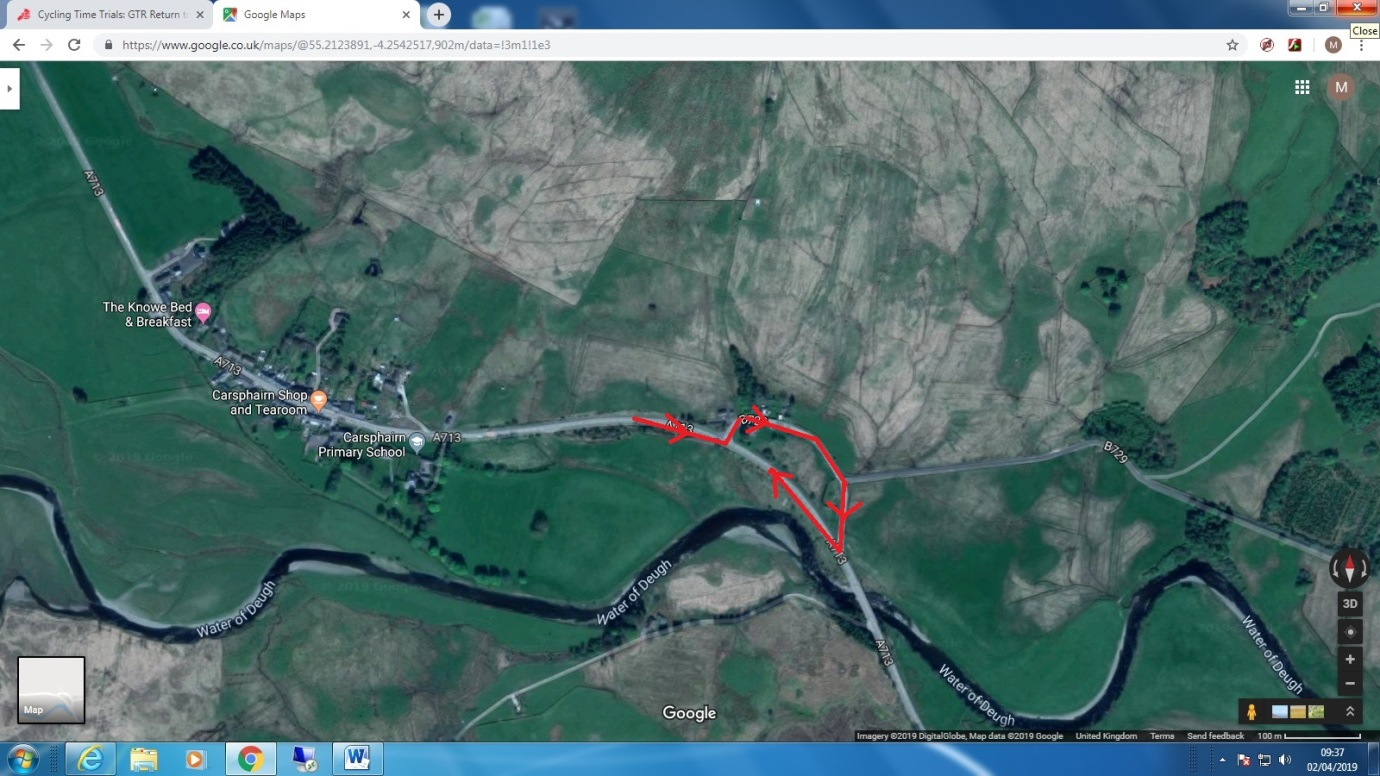 Cycling Time Trials: GTR Return t
Google Maps
Close
https://www.google.co.uk/maps/@55.2123891,-4.2542517,902m/data=!3m1!1e3
M
M
A713
The Knowe Bed
& Breakfast
A713
Carsphairn Shop
and Tearoom
Carsphairn
Primary School
A713
B729
Water of Deugh
Water of Deugh
A713
Water of Deugh
Water of Deugh
3D
Map
Google
Imagery ©2019 DigitalGlobe, Map data ©2019 Google
United Kingdom
Terms
Send feedback
100 m
09:37
02/04/2019